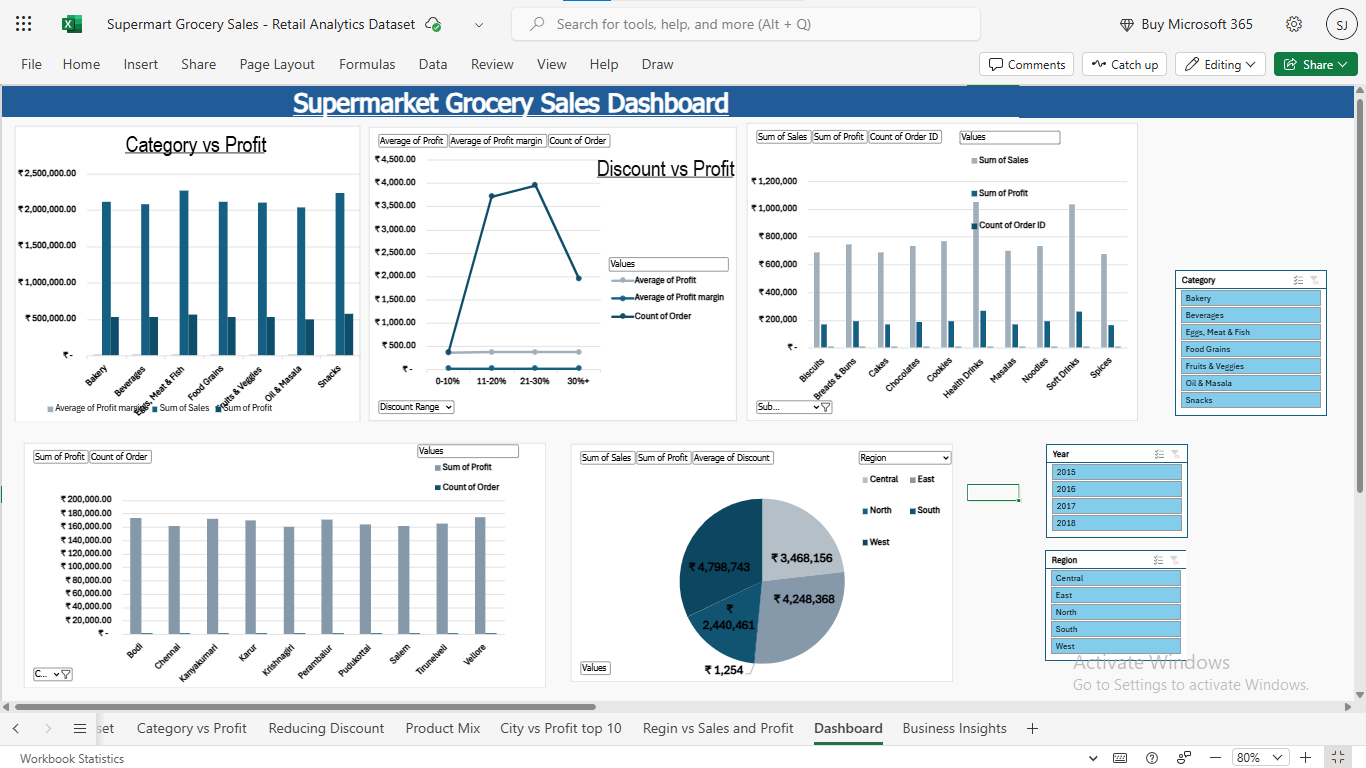 Supermart Grocery Sales - Retail Analytics Dataset
Search for tools, help, and more (Alt + Q)
Buy Microsoft 365
SJ
File Home Insert Share Page Layout Formulas Data Review View Help Draw
Comments Catch up Editing Share
Supermarket Grocery Sales Dashboard
Category vs Profit
₹2,500,000.00
₹2,000,000.00
₹1,500,000.00
₹1,000,000.00
₹500,000.00
₹-
Bakery
Beverages
Eggs, Meat & Fish
Food Grains
Fruits & Veggies
Oil & Masala
Snacks
Average of Profit margin Sum of Sales Sum of Profit
Average of Profit Average of Profit margin Count of Order
Discount vs Profit
₹4,500.00
₹4,000.00
₹3,500.00
₹3,000.00
₹2,500.00
₹2,000.00
₹1,500.00
₹1,000.00
₹500.00
₹-
0-10% 11-20% 21-30% 30%+
Values
Average of Profit
Average of Profit margin
Count of Order
Discount Range
Sum of Sales Sum of Profit Count of Order ID
Values
Sum of Sales
Sum of Profit
Count of Order ID
₹1,200,000
₹1,000,000
₹800,000
₹600,000
₹400,000
₹200,000
₹-
Biscuits
Breads & Buns
Cakes
Chocolates
Cookies
Health Drinks
Masalas
Noodles
Soft Drinks
Spices
Sub...
Category
Bakery
Beverages
Eggs, Meat & Fish
Food Grains
Fruits & Veggies
Oil & Masala
Snacks
Sum of Profit Count of Order
Values
Sum of Profit
Count of Order
₹200,000.00
₹180,000.00
₹160,000.00
₹140,000.00
₹120,000.00
₹100,000.00
₹80,000.00
₹60,000.00
₹40,000.00
₹20,000.00
₹-
Bodi
Chennai
Kanyakumari
Karur
Krishnagiri
Perambalur
Pudukottai
Salem
Tirunelveli
Vellore
C...
Sum of Sales Sum of Profit Average of Discount
Region
Central East
North South
West
₹4,798,743
₹3,468,156
₹4,248,368
₹
2,440,461
₹1,254
Values
Year
2015
2016
2017
2018
Region
Central
East
North
South
West
Activate Windows
Go to Settings to activate Windows.
set Category vs Profit Reducing Discount Product Mix City vs Profit top 10 Regin vs Sales and Profit Dashboard Business Insights
Workbook Statistics
80%